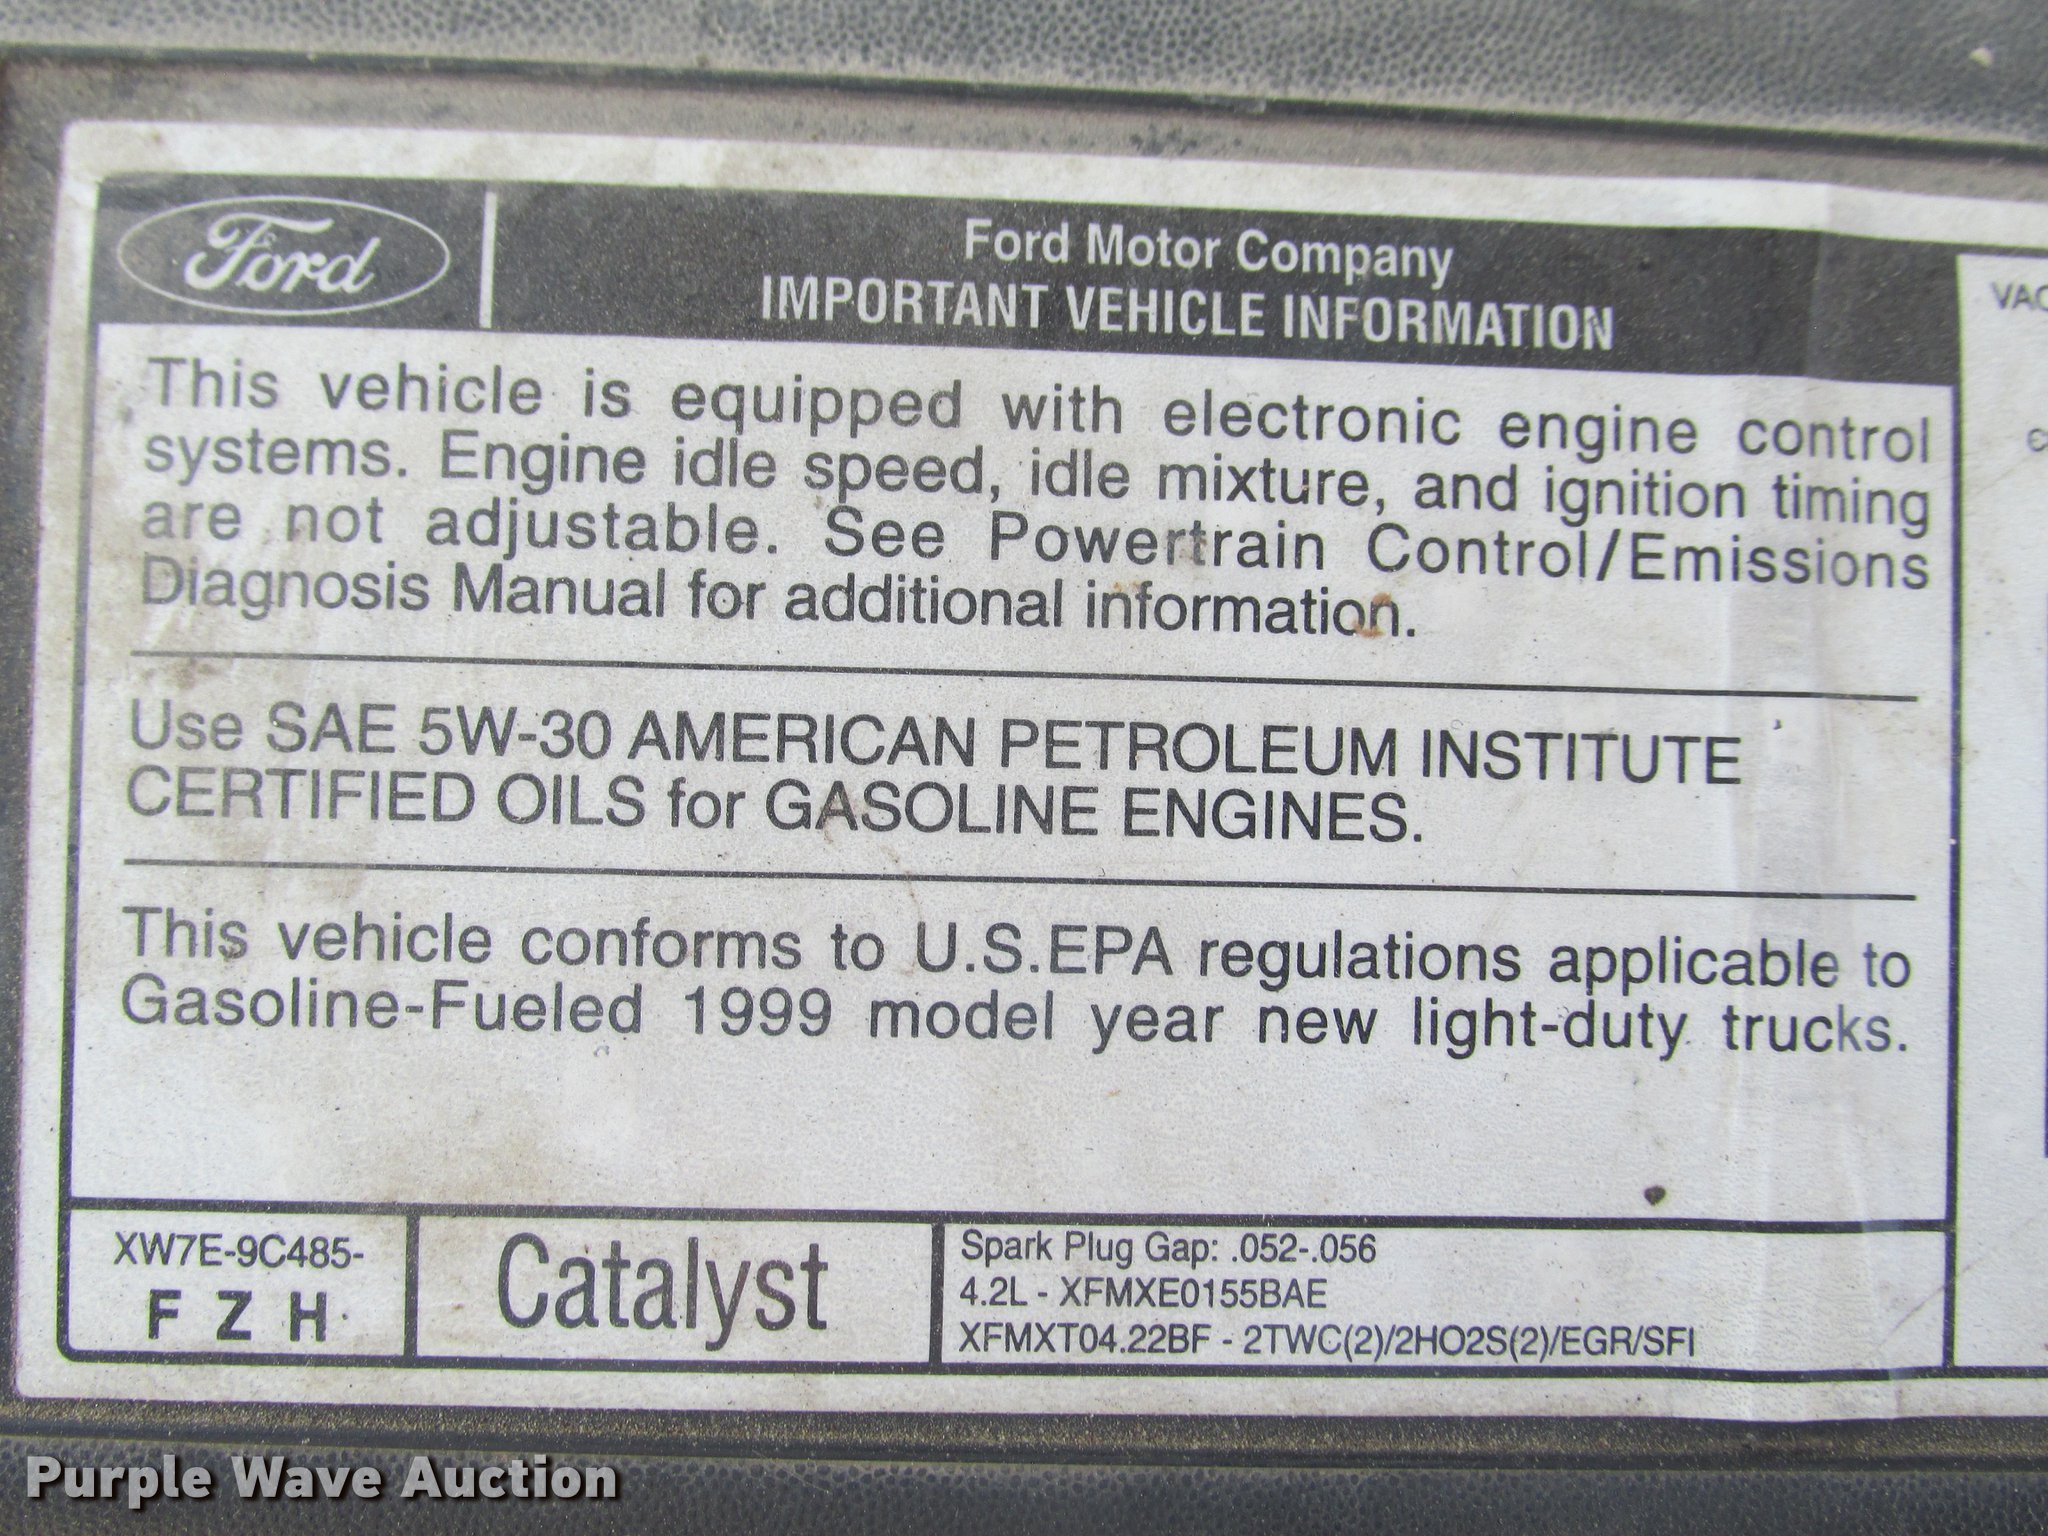 Ford
Ford Motor Company
IMPORTANT VEHICLE INFORMATION
This vehicle is equipped with electronic engine control
systems. Engine idle speed, idle mixture, and ignition timing
are not adjustable. See Powertrain Control/Emissions
Diagnosis Manual for additional information.
Use SAE 5W-30 AMERICAN PETROLEUM INSTITUTE
CERTIFIED OILS for GASOLINE ENGINES.
This vehicle conforms to U.S.EPA regulations applicable to
Gasoline-Fueled 1999 model year new light-duty trucks.
XW7E-9C485-
F Z H
Catalyst
Spark Plug Gap: .052-.056
4.2L - XFMXE0155BAE
XFMXT04.22BF - 2TWC(2)/2HO2S(2)/EGR/SFI
Purple Wave Auction